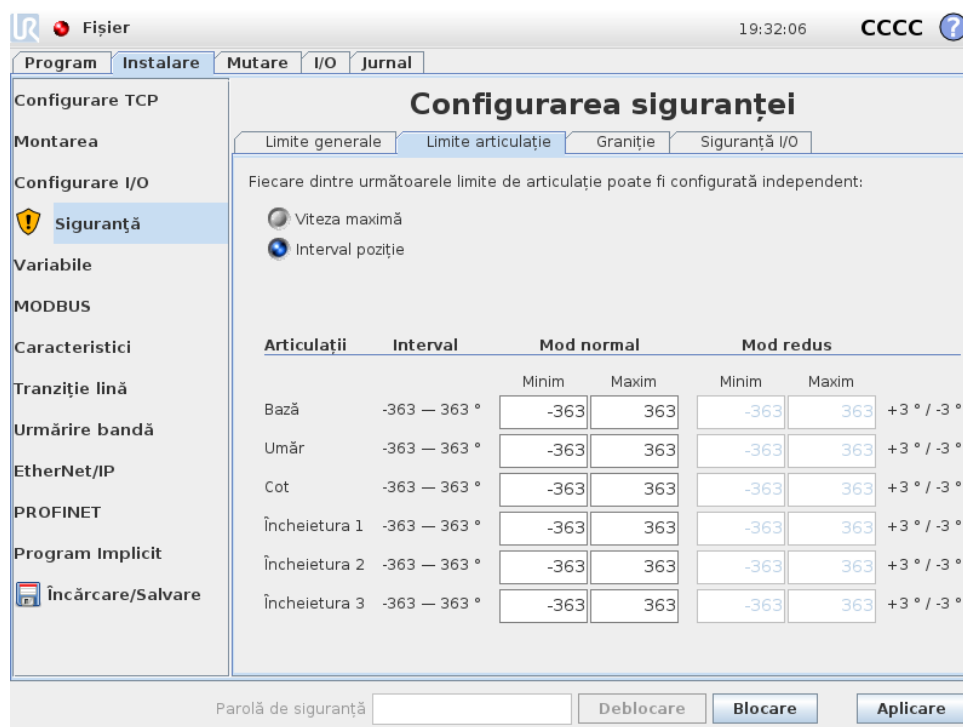 UR Fișier 19:32:06 CCCC ?
Program Instalare Mutare I/O Jurnal
Configurare TCP
Montarea
Configurare I/O
Siguranță
Variabile
MODBUS
Caracteristici
Tranziție lină
Urmărire bandă
EtherNet/IP
PROFINET
Program Implicit
Încărcare/Salvare
Configurarea siguranței
Limite generale Limite articulație Graniție Siguranță I/O
Fiecare dintre următoarele limite de articulație poate fi configurată independent:
Viteza maximă
Interval poziție
Articulații Interval Mod normal Mod redus
Minim Maxim Minim Maxim
Bază -363 — 363 ° -363 363 -363 363 +3 ° / -3 °
Umăr -363 — 363 ° -363 363 -363 363 +3 ° / -3 °
Cot -363 — 363 ° -363 363 -363 363 +3 ° / -3 °
Încheietura 1 -363 — 363 ° -363 363 -363 363 +3 ° / -3 °
Încheietura 2 -363 — 363 ° -363 363 -363 363 +3 ° / -3 °
Încheietura 3 -363 — 363 ° -363 363 -363 363 +3 ° / -3 °
Parolă de siguranță Deblocare Blocare Aplicare